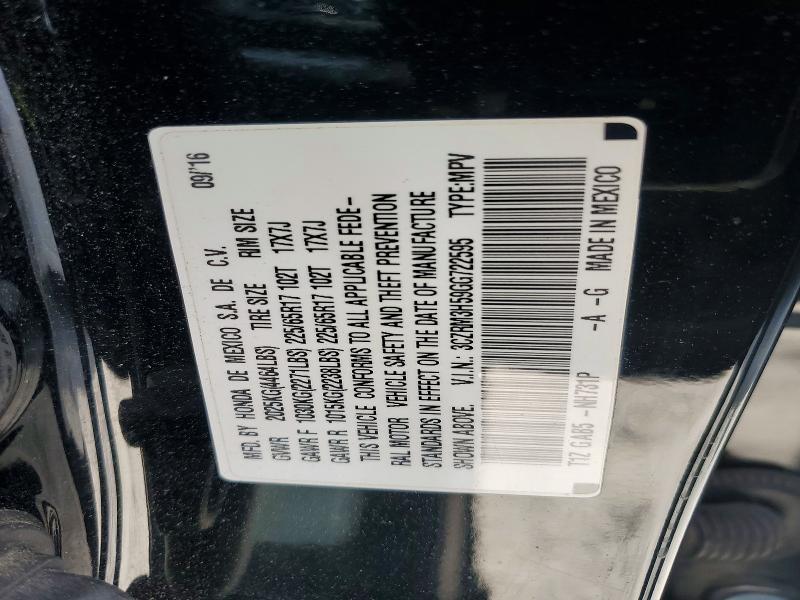 MFD. BY HONDA DE MEXICO S.A. DE C.V. 09/'16
GVWR 2025KG(4464LBS) TIRE SIZE RIM SIZE
GAWR F 1030KG(2271LBS) 225/65R17 102T 17X7J
GAWR R 1015KG(2238LBS) 225/65R17 102T 17X7J
THIS VEHICLE CONFORMS TO ALL APPLICABLE FEDE-
RAL MOTOR VEHICLE SAFETY AND THEFT PREVENTION
STANDARDS IN EFFECT ON THE DATE OF MANUFACTURE
SHOWN ABOVE. V.I.N.: 3CZRM3H59GG722595 TYPE:MPV
T1Z GAB5 -NH731P -A -G MADE IN MEXICO